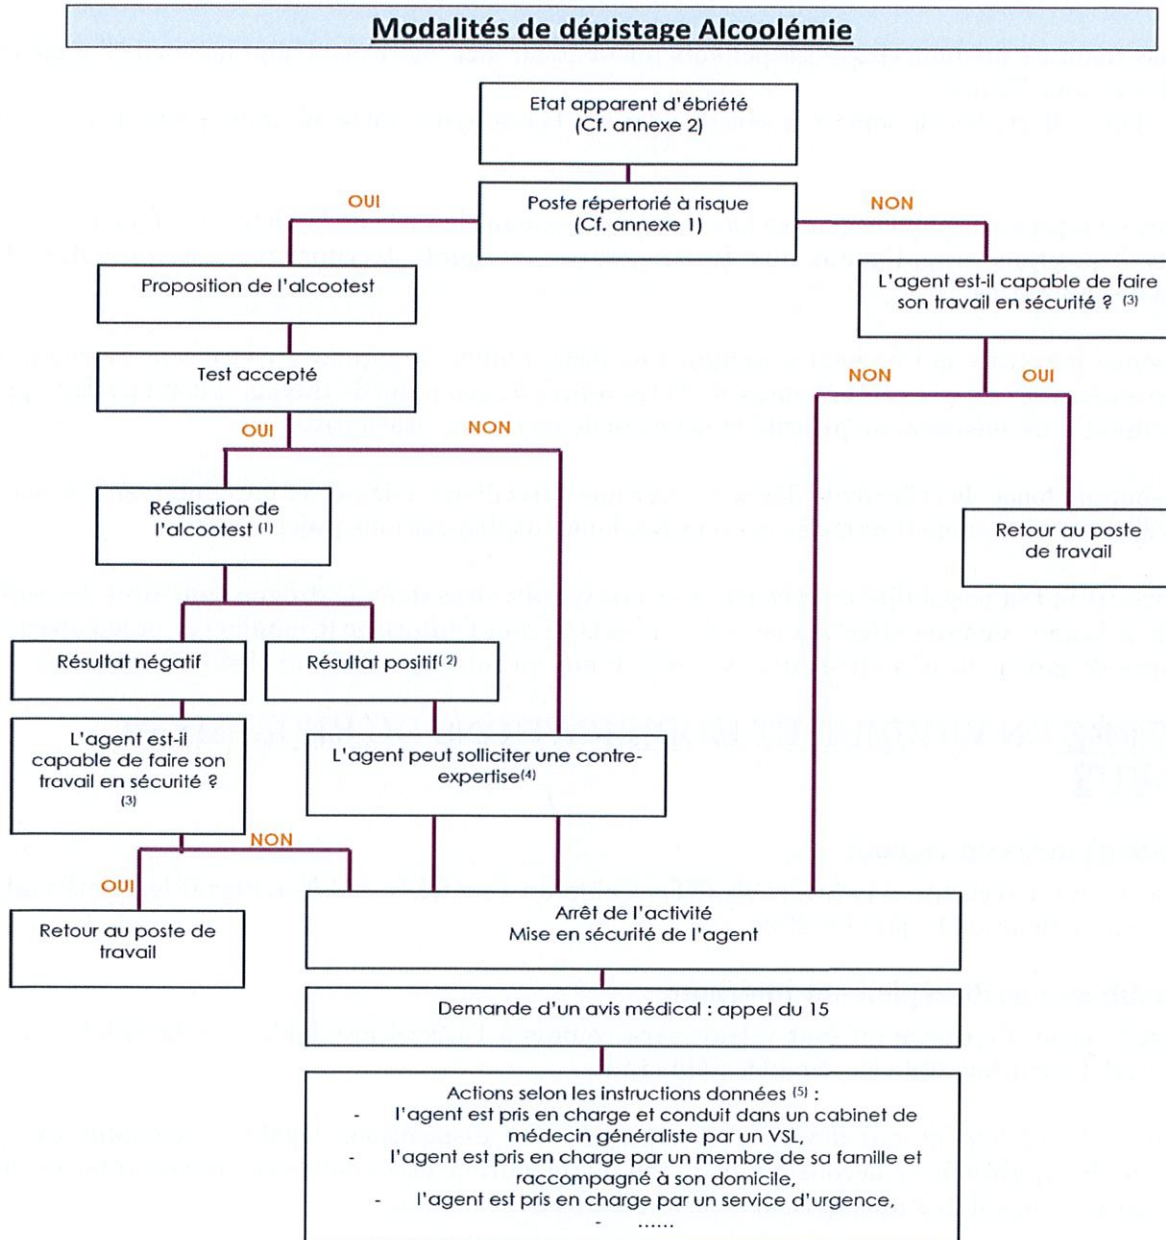 Modalités de dépistage Alcoolémie
Etat apparent d'ébriété
(Cf. annexe 2)
OUI
Poste répertorié à risque
(Cf. annexe 1)
NON
Proposition de l'alcootest
L'agent est-il capable de faire
son travail en sécurité ? (3)
Test accepté
NON
OUI
OUI
NON
Réalisation de
l'alcootest (1)
Retour au poste
de travail
Résultat négatif
Résultat positif(2)
L'agent est-il
capable de faire son
travail en sécurité ?
(3)
L'agent peut solliciter une contre-
expertise(4)
NON
OUI
Retour au poste de
travail
Arrêt de l'activité
Mise en sécurité de l'agent
Demande d'un avis médical : appel du 15
Actions selon les instructions données (5) :
- l'agent est pris en charge et conduit dans un cabinet de
médecin généraliste par un VSL,
- l'agent est pris en charge par un membre de sa famille et
raccompagné à son domicile,
- l'agent est pris en charge par un service d'urgence,
- ......